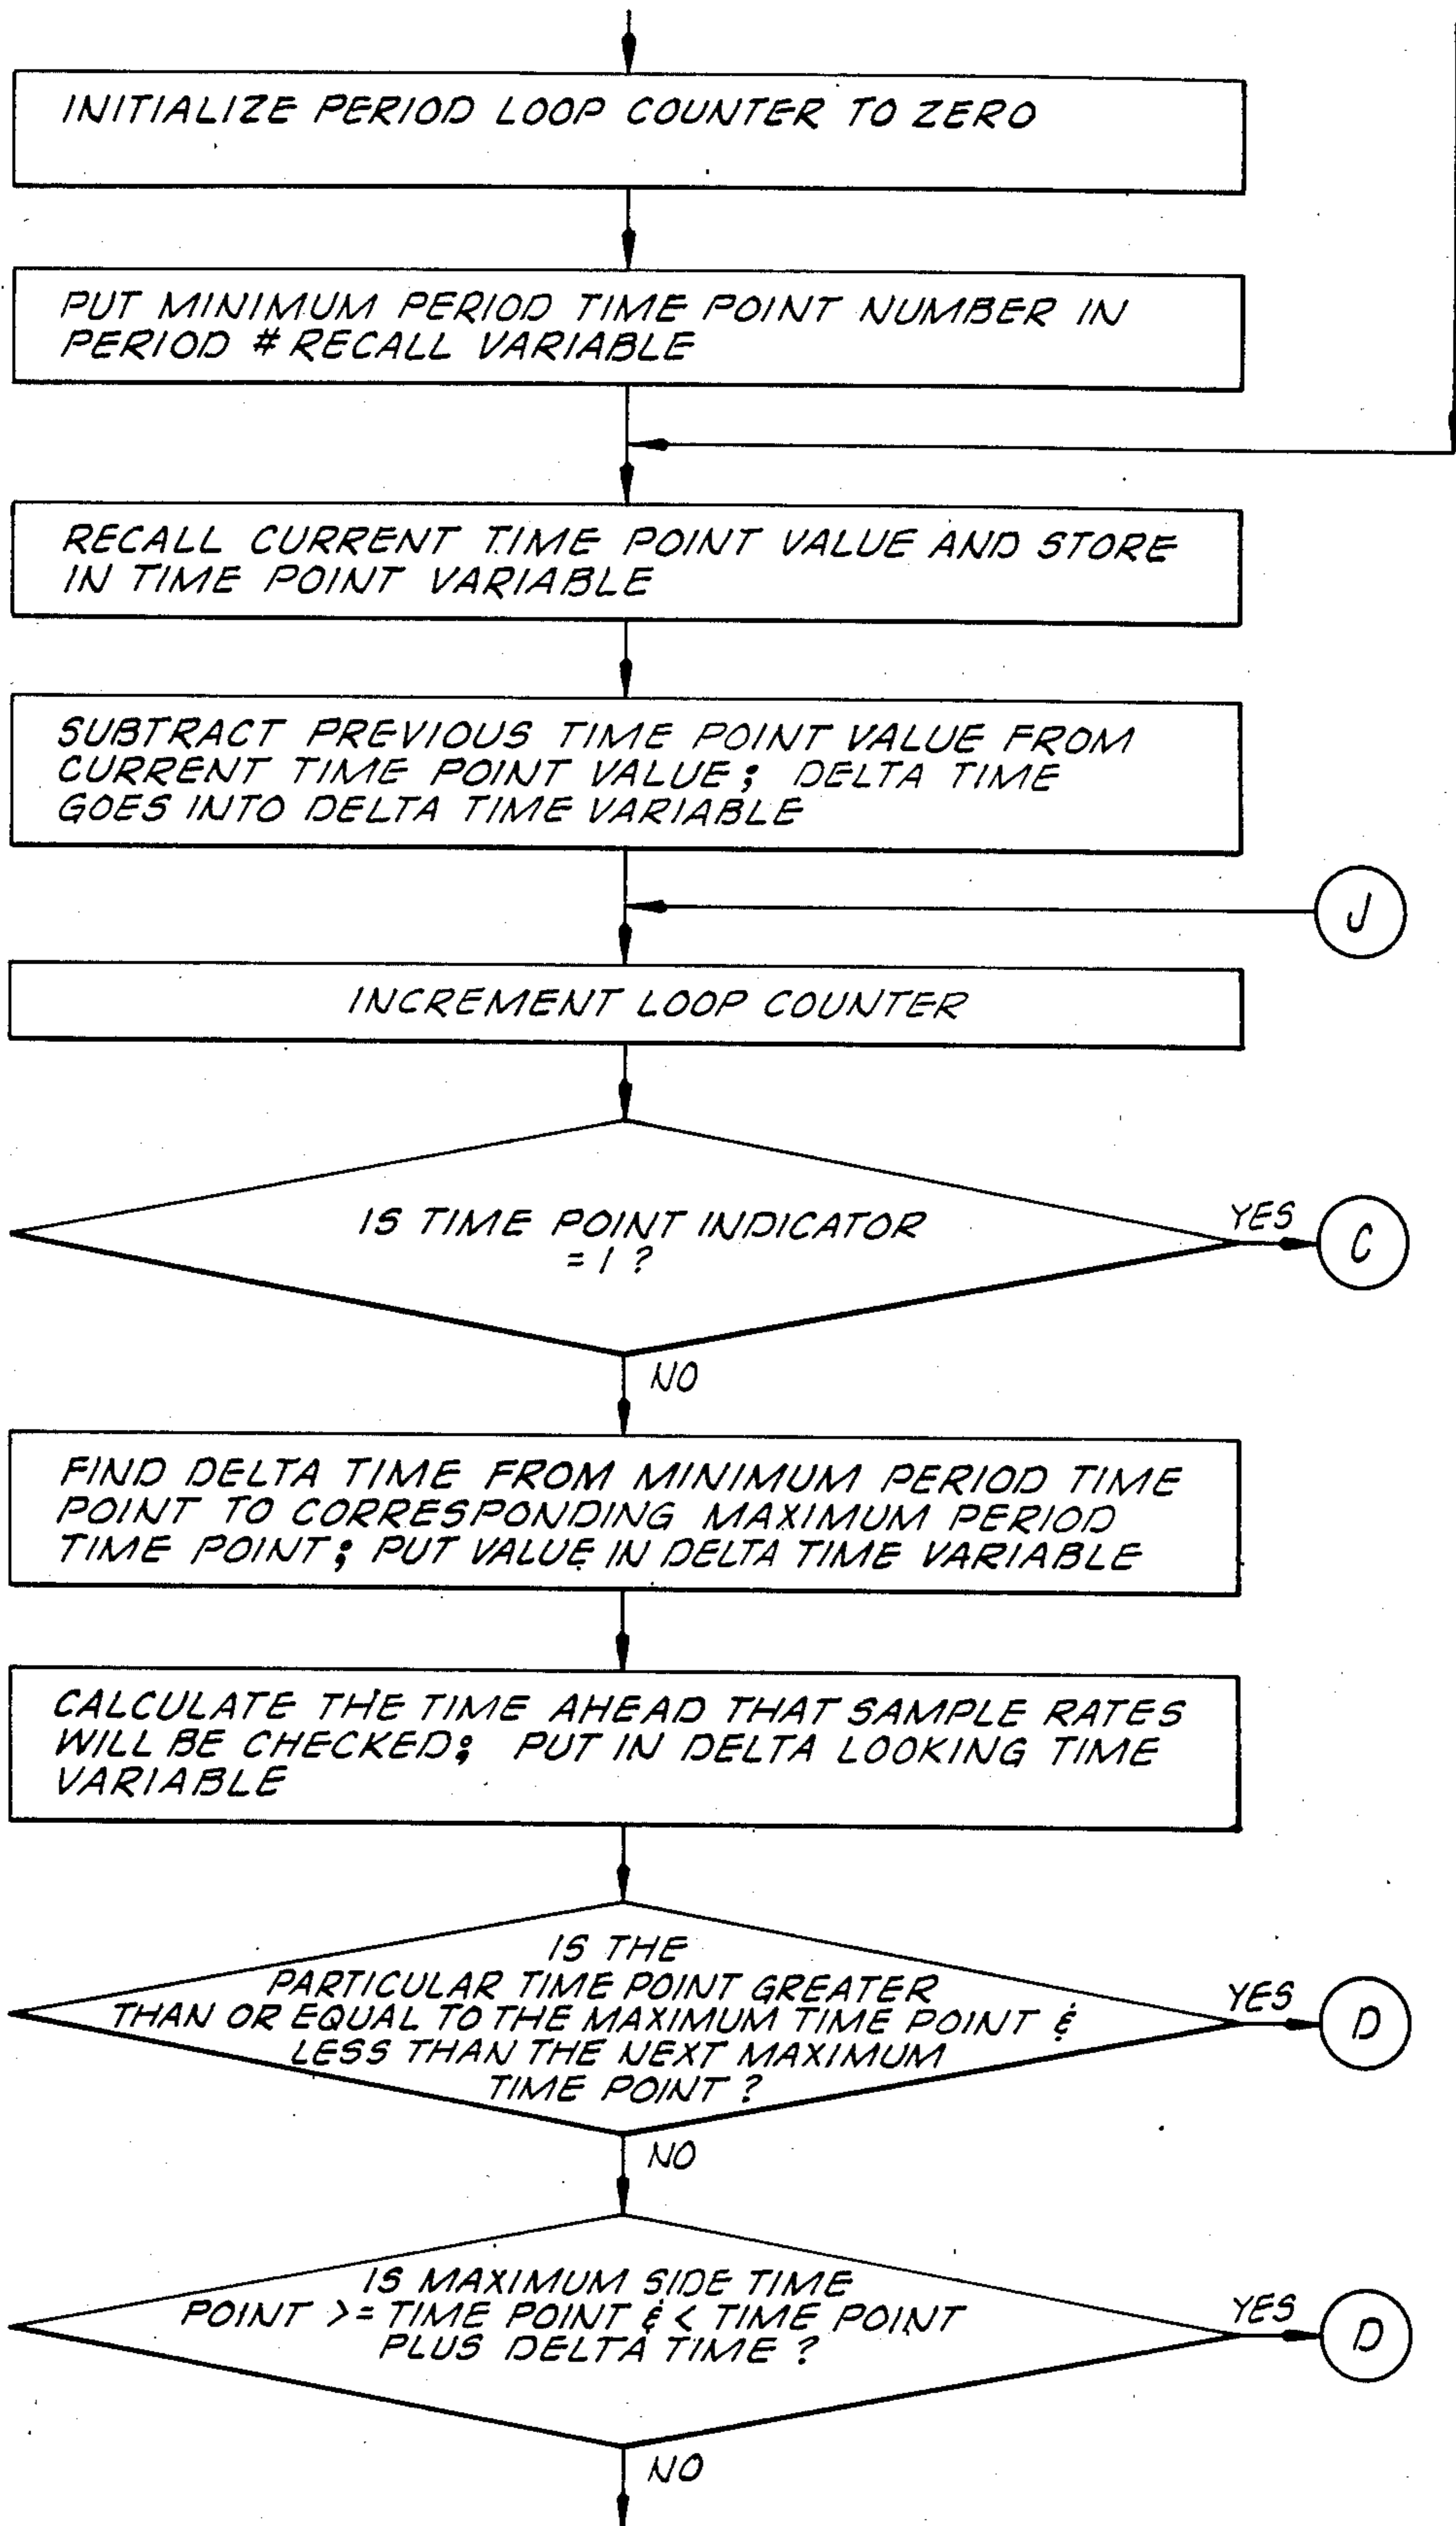 INITIALIZE PERIOD LOOP COUNTER TO ZERO
PUT MINIMUM PERIOD TIME POINT NUMBER IN
PERIOD # RECALL VARIABLE
RECALL CURRENT TIME POINT VALUE AND STORE
IN TIME POINT VARIABLE
SUBTRACT PREVIOUS TIME POINT VALUE FROM
CURRENT TIME POINT VALUE; DELTA TIME
GOES INTO DELTA TIME VARIABLE
J
INCREMENT LOOP COUNTER
IS TIME POINT INDICATOR
= 1 ?
YES
C
NO
FIND DELTA TIME FROM MINIMUM PERIOD TIME
POINT TO CORRESPONDING MAXIMUM PERIOD
TIME POINT; PUT VALUE IN DELTA TIME VARIABLE
CALCULATE THE TIME AHEAD THAT SAMPLE RATES
WILL BE CHECKED; PUT IN DELTA LOOKING TIME
VARIABLE
IS THE
PARTICULAR TIME POINT GREATER
THAN OR EQUAL TO THE MAXIMUM TIME POINT &
LESS THAN THE NEXT MAXIMUM
TIME POINT ?
YES
D
NO
IS MAXIMUM SIDE TIME
POINT >= TIME POINT & < TIME POINT
PLUS DELTA TIME ?
YES
D
NO